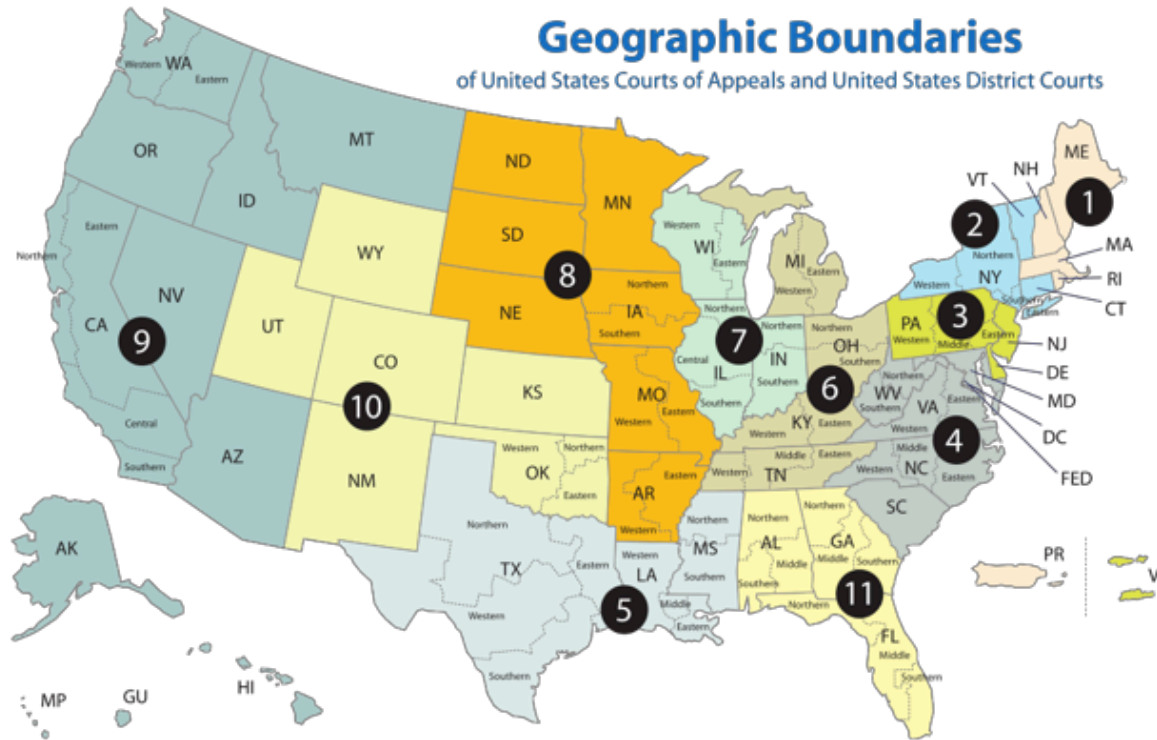 Geographic Boundaries
of United States Courts of Appeals and United States District Courts
WA
Western
Eastern
OR
MT
ID
ND
MN
SD
8
NE
Northern
IA
Southern
WY
Eastern
Northern
NV
CA
9
Central
Southern
UT
CO
10
KS
AZ
NM
Western
Northern
OK
Eastern
MO
Western
Eastern
Eastern
AR
Western
Western
WI
Eastern
Northern
7
Central
IL
Southern
Northern
IN
Southern
MI
Eastern
Western
Northern
OH
Southern
6
KY
Western
Eastern
Middle
Western
Eastern
TN
ME
NH
VT
1
2
MA
Northern
RI
Western
NY
Southern
Eastern
CT
PA
3
Western
Middle
Eastern
NJ
DE
MD
DC
FED
Northern
WV
Southern
VA
Eastern
Western
4
Middle
Western
NC
Eastern
SC
Northern
TX
Eastern
Western
Southern
Western
LA
5
Middle
Eastern
Northern
MS
Southern
Northern
AL
Middle
Southern
Northern
GA
Middle
Southern
11
Northern
FL
Middle
Southern
AK
HI
MP
GU
PR
V